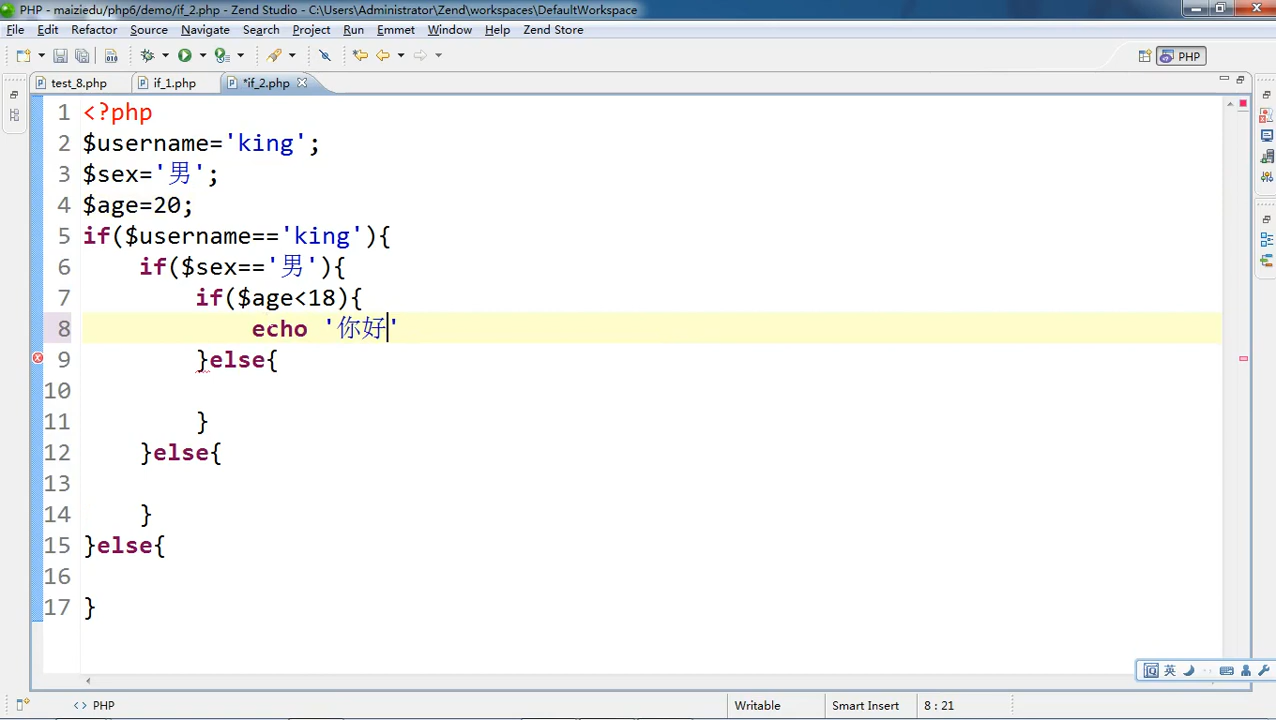 PHP - maiziedu/php6/demo/if_2.php - Zend Studio - C:\Users\Administrator\Zend\workspaces\DefaultWorkspace
File Edit Refactor Source Navigate Search Project Run Emmet Window Help Zend Store
PHP
test_8.php if_1.php *if_2.php
1 <?php
2 $username='king';
3 $sex='男';
4 $age=20;
5 if($username=='king'){
6 if($sex=='男'){
7 if($age<18){
8 echo '你好'
9 }else{
10
11 }
12 }else{
13
14 }
15 }else{
16
17 }
英
<> PHP Writable Smart Insert 8 : 21